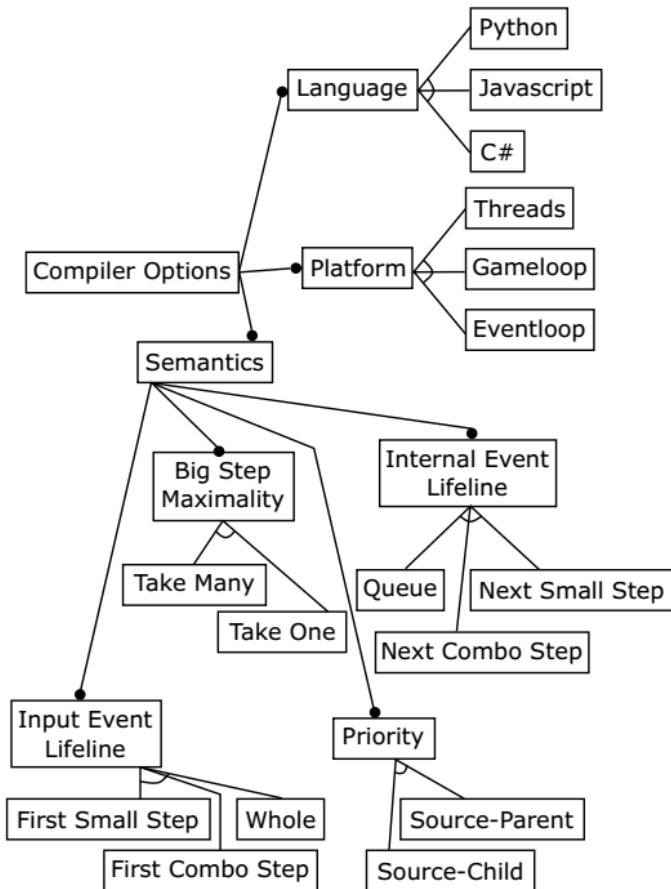 Python
Language
Javascript
C#
Threads
Compiler Options
Platform
Gameloop
Eventloop
Semantics
Big Step
Maximality
Internal Event
Lifeline
Take Many
Queue
Next Small Step
Take One
Next Combo Step
Input Event
Lifeline
Priority
First Small Step
Whole
Source-Parent
First Combo Step
Source-Child